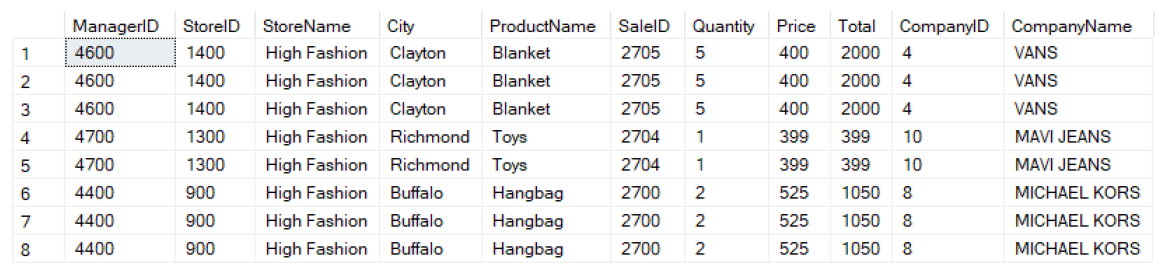 ManagerID StoreID StoreName City ProductName SaleID Quantity Price Total CompanyID CompanyName
1 4600 1400 High Fashion Clayton Blanket 2705 5 400 2000 4 VANS
2 4600 1400 High Fashion Clayton Blanket 2705 5 400 2000 4 VANS
3 4600 1400 High Fashion Clayton Blanket 2705 5 400 2000 4 VANS
4 4700 1300 High Fashion Richmond Toys 2704 1 399 399 10 MAVI JEANS
5 4700 1300 High Fashion Richmond Toys 2704 1 399 399 10 MAVI JEANS
6 4400 900 High Fashion Buffalo Hangbag 2700 2 525 1050 8 MICHAEL KORS
7 4400 900 High Fashion Buffalo Hangbag 2700 2 525 1050 8 MICHAEL KORS
8 4400 900 High Fashion Buffalo Hangbag 2700 2 525 1050 8 MICHAEL KORS